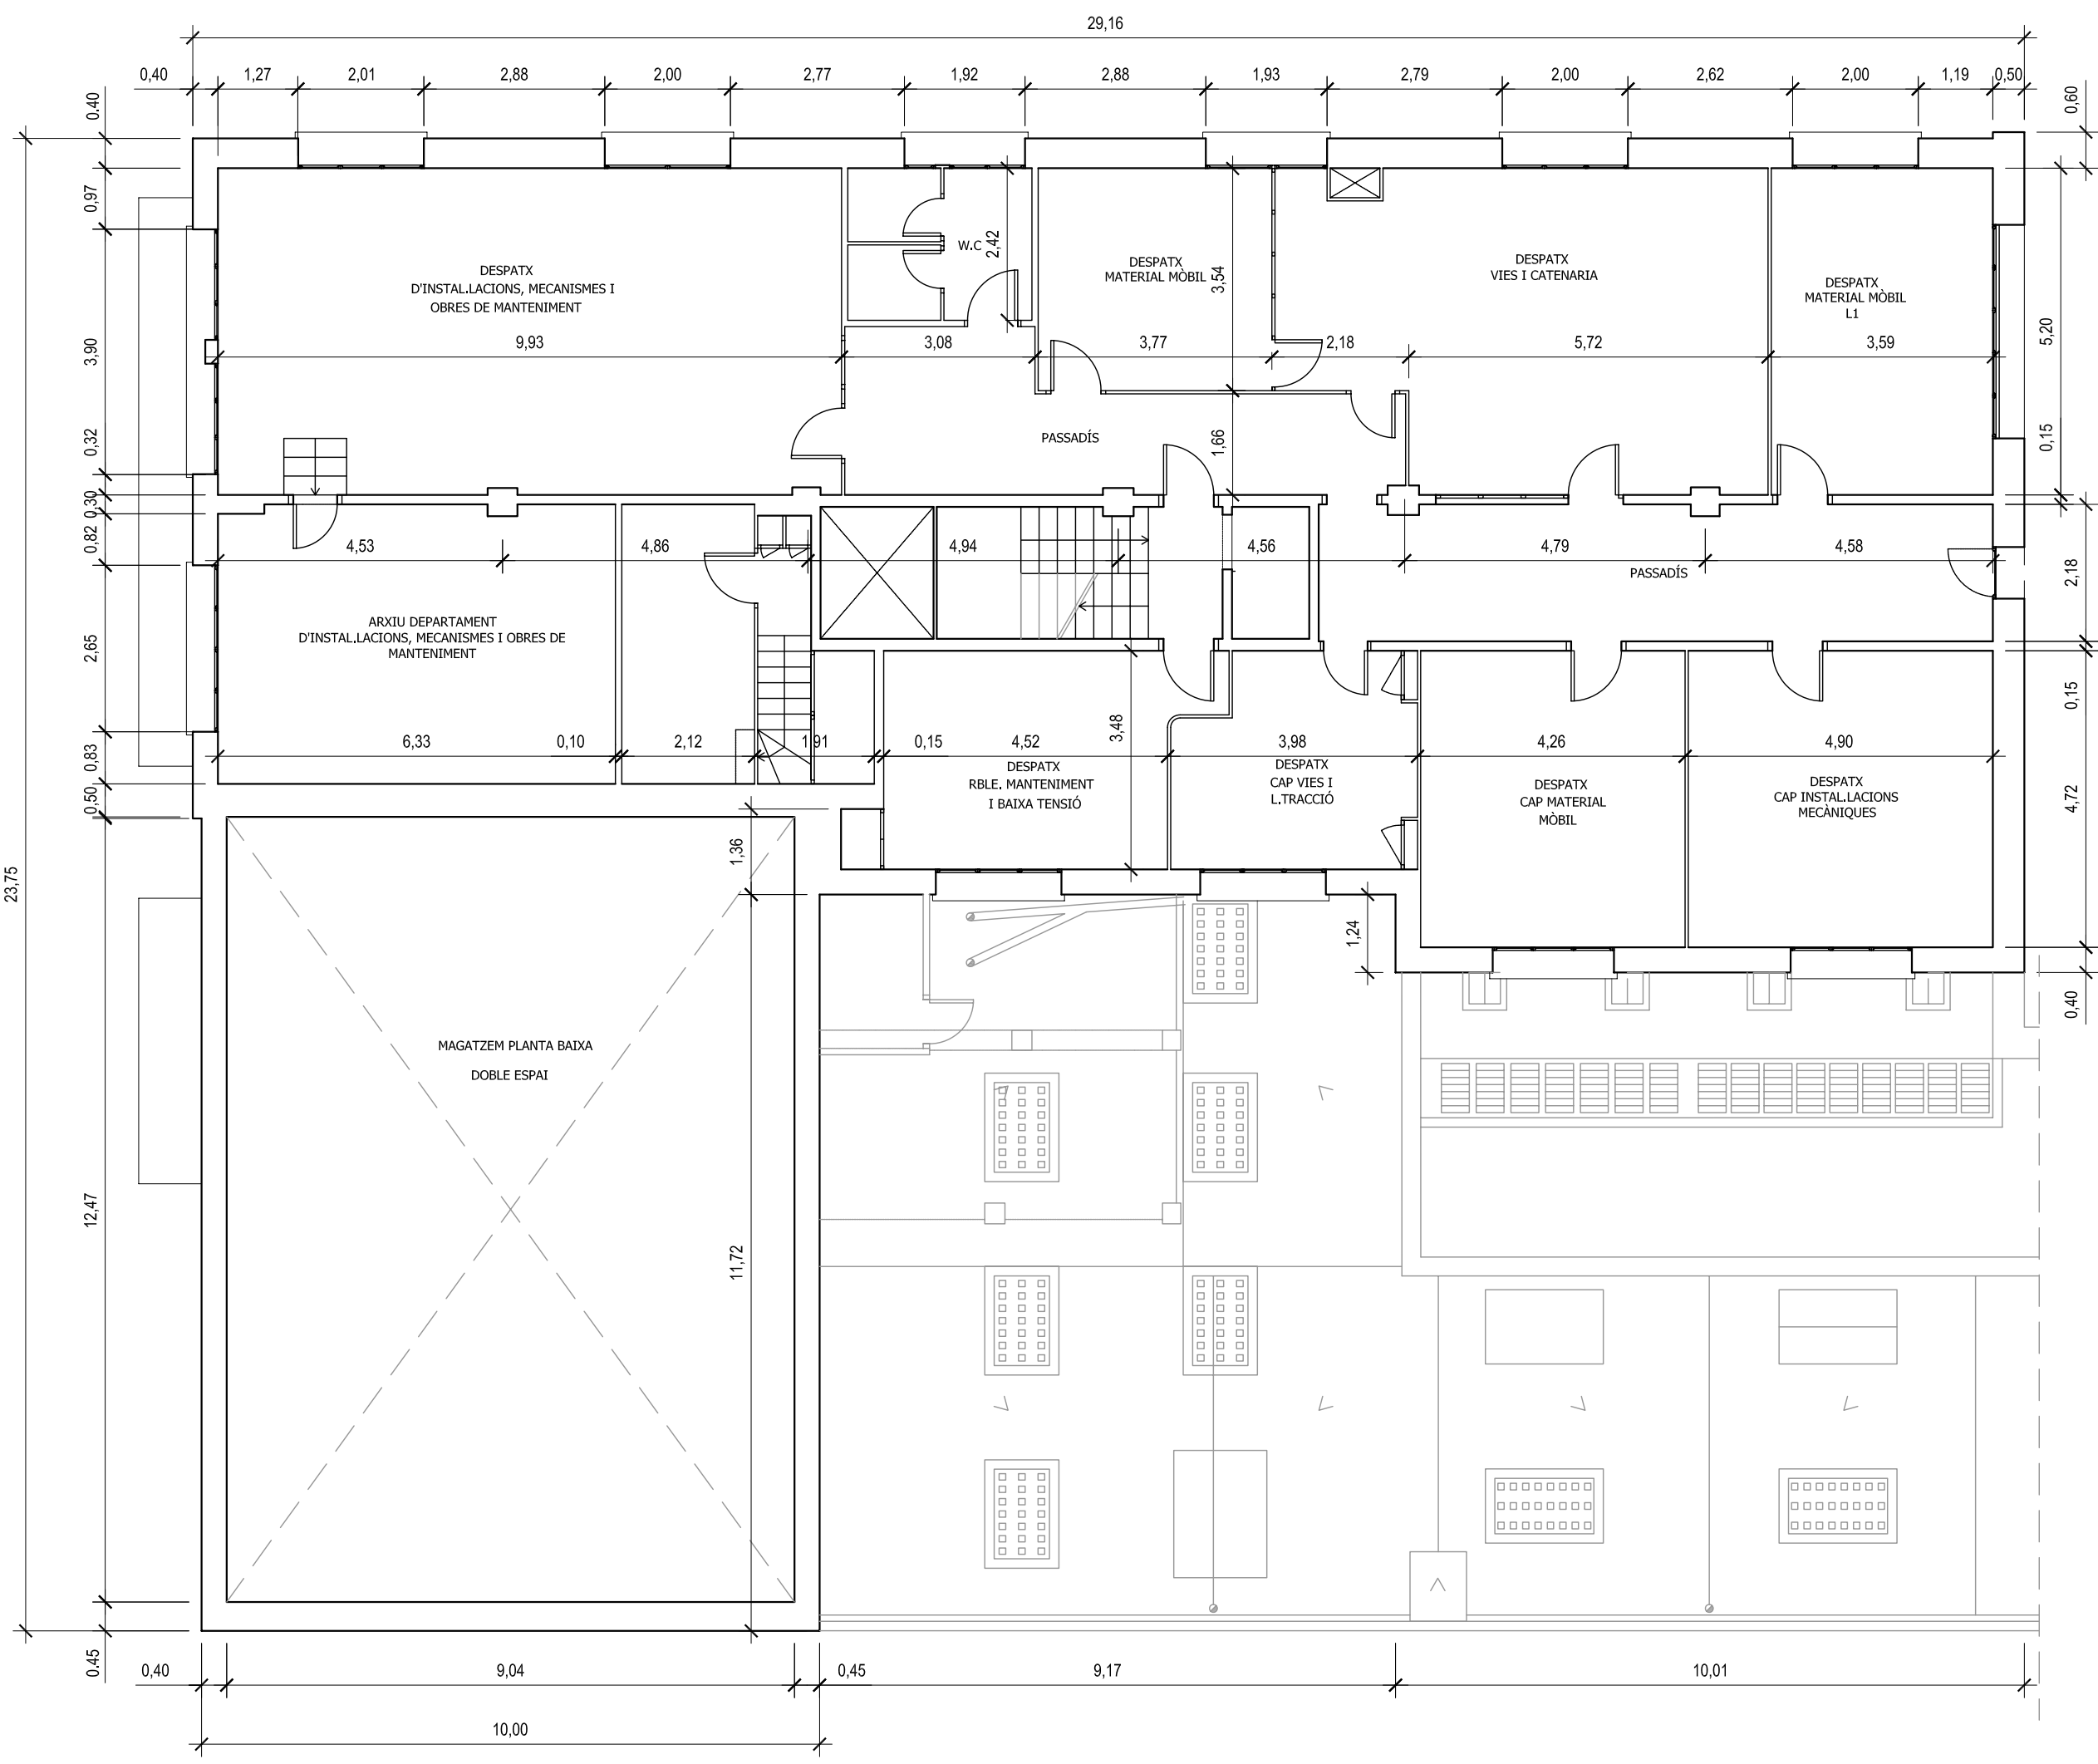 29,16
0,40
1,27
2,01
2,88
2,00
2,77
1,92
2,88
1,93
2,79
2,00
2,62
2,00
1,19
0,50
0.40
0,60
0,97
3,90
0,32
0,30
0,82
2,65
0,83
0,50
23,75
12,47
0.45
DESPATX
D'INSTAL.LACIONS, MECANISMES I
OBRES DE MANTENIMENT
W.C
2,42
DESPATX
MATERIAL MÒBIL
3,54
DESPATX
VIES I CATENARIA
DESPATX
MATERIAL MÒBIL
L1
9,93
3,08
3,77
2,18
5,72
3,59
5,20
PASSADÍS
1,66
0,15
4,53
4,86
4,94
4,56
4,79
4,58
PASSADÍS
2,18
ARXIU DEPARTAMENT
D'INSTAL.LACIONS, MECANISMES I OBRES DE
MANTENIMENT
6,33
0,10
2,12
1,91
0,15
4,52
3,48
3,98
4,26
4,90
0,15
DESPATX
RBLE. MANTENIMENT
I BAIXA TENSIÓ
DESPATX
CAP VIES I
L.TRACCIÓ
DESPATX
CAP MATERIAL
MÒBIL
DESPATX
CAP INSTAL.LACIONS
MECÀNIQUES
4,72
1,36
1,24
0,40
MAGATZEM PLANTA BAIXA
DOBLE ESPAI
11,72
0,40
9,04
0,45
9,17
10,01
10,00